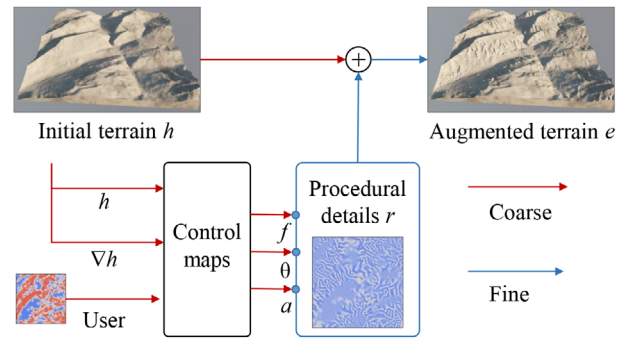 Initial terrain h
Augmented terrain e
h
∇h
User
Control
maps
f
θ
a
Procedural
details r
Coarse
Fine